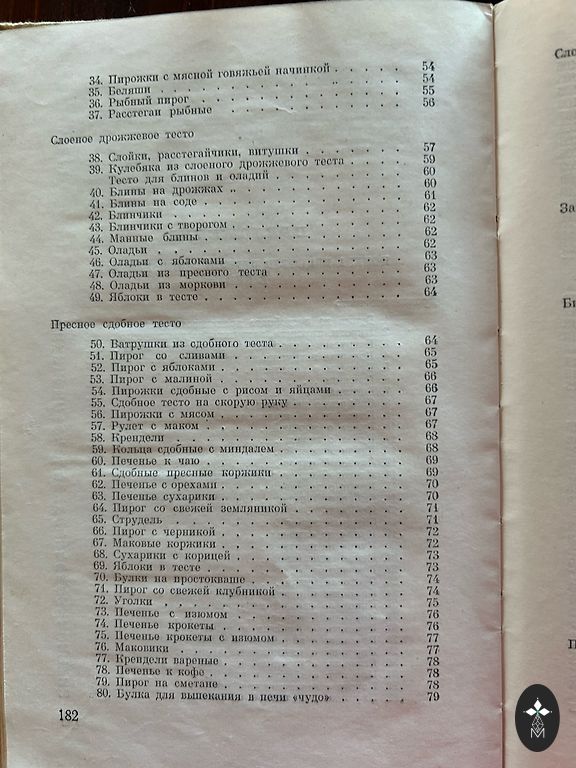 34. Пирожки с мясной говяжьей начинкой . . . . . 54
35. Беляши . . . . . . . . . . . . . . . 54
36. Рыбный пирог . . . . . . . . . . . . 55
37. Расстегаи рыбные . . . . . . . . . . 56
Слоеное дрожжевое тесто
38. Слойки, расстегайчики, витушки . . . . . . 57
39. Кулебяка из слоеного дрожжевого теста . . . . 59
Тесто для блинов и оладий . . . . . . . . 60
40. Блины на дрожжах . . . . . . . . . . 60
41. Блины на соде . . . . . . . . . . . 61
42. Блинчики . . . . . . . . . . . . . 62
43. Блинчики с творогом . . . . . . . . . 62
44. Манные блины . . . . . . . . . . . 62
45. Оладьи . . . . . . . . . . . . . . 62
46. Оладьи с яблоками . . . . . . . . . . 63
47. Оладьи из пресного теста . . . . . . . . 63
48. Оладьи из моркови . . . . . . . . . . 63
49. Яблоки в тесте . . . . . . . . . . . 64
Пресное сдобное тесто
50. Ватрушки из сдобного теста . . . . . . . 64
51. Пирог со сливами . . . . . . . . . . 65
52. Пирог с яблоками . . . . . . . . . . 65
53. Пирог с малиной . . . . . . . . . . 66
54. Пирожки сдобные с рисом и яйцами . . . . . 66
55. Сдобное тесто на скорую руку . . . . . . 67
56. Пирожки с мясом . . . . . . . . . . 67
57. Рулет с маком . . . . . . . . . . . 67
58. Крендели . . . . . . . . . . . . . 68
59. Кольца сдобные с миндалем . . . . . . . 68
60. Печенье к чаю . . . . . . . . . . . 69
61. Сдобные пресные коржики . . . . . . . 69
62. Печенье с орехами . . . . . . . . . . 70
63. Печенье сухарики . . . . . . . . . . 70
64. Пирог со свежей земляникой . . . . . . . 71
65. Струдель . . . . . . . . . . . . . 71
66. Пирог с черникой . . . . . . . . . . 72
67. Маковые коржики . . . . . . . . . . 72
68. Сухарики с корицей . . . . . . . . . 73
69. Яблоки в тесте . . . . . . . . . . . 73
70. Булки на простокваше . . . . . . . . . 74
71. Пирог со свежей клубникой . . . . . . . 74
72. Уголки . . . . . . . . . . . . . . 75
73. Печенье с изюмом . . . . . . . . . . 76
74. Печенье крокеты . . . . . . . . . . 76
75. Печенье крокеты с изюмом . . . . . . . 77
76. Маковики . . . . . . . . . . . . . 77
77. Крендели вареные . . . . . . . . . . 78
78. Печенье к кофе . . . . . . . . . . . 78
79. Пирог на сметане . . . . . . . . . . 78
80. Булка для выпекания в печи «чудо» . . . . . 79
182
Сло
За
Би
П
М